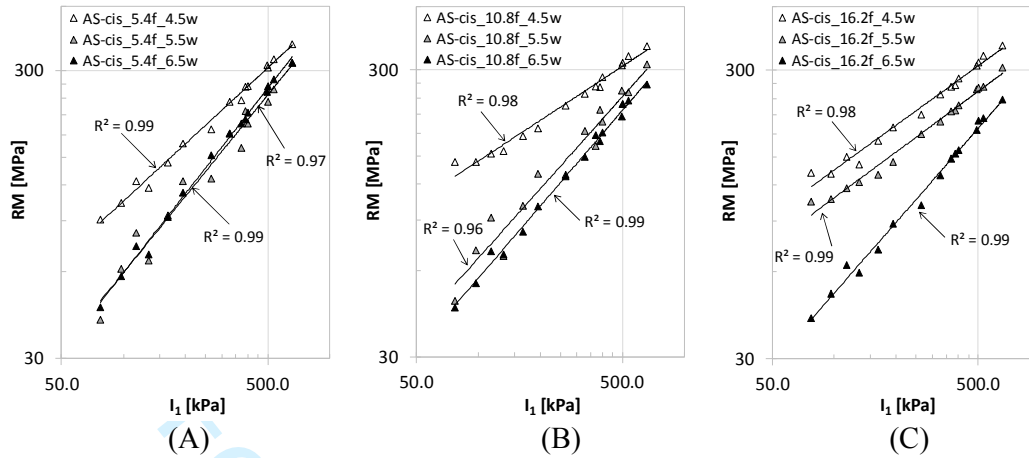 AS-cis_5.4f_4.5w
AS-cis_5.4f_5.5w
AS-cis_5.4f_6.5w
300
R² = 0.99
R² = 0.97
R² = 0.99
RM [MPa]
30
50.0
500.0
I₁ [kPa]
(A)
AS-cis_10.8f_4.5w
AS-cis_10.8f_5.5w
AS-cis_10.8f_6.5w
300
R² = 0.98
R² = 0.96
R² = 0.99
RM [MPa]
30
50.0
500.0
I₁ [kPa]
(B)
AS-cis_16.2f_4.5w
AS-cis_16.2f_5.5w
AS-cis_16.2f_6.5w
300
R² = 0.98
R² = 0.99
R² = 0.99
RM [MPa]
30
50.0
500.0
I₁ [kPa]
(C)